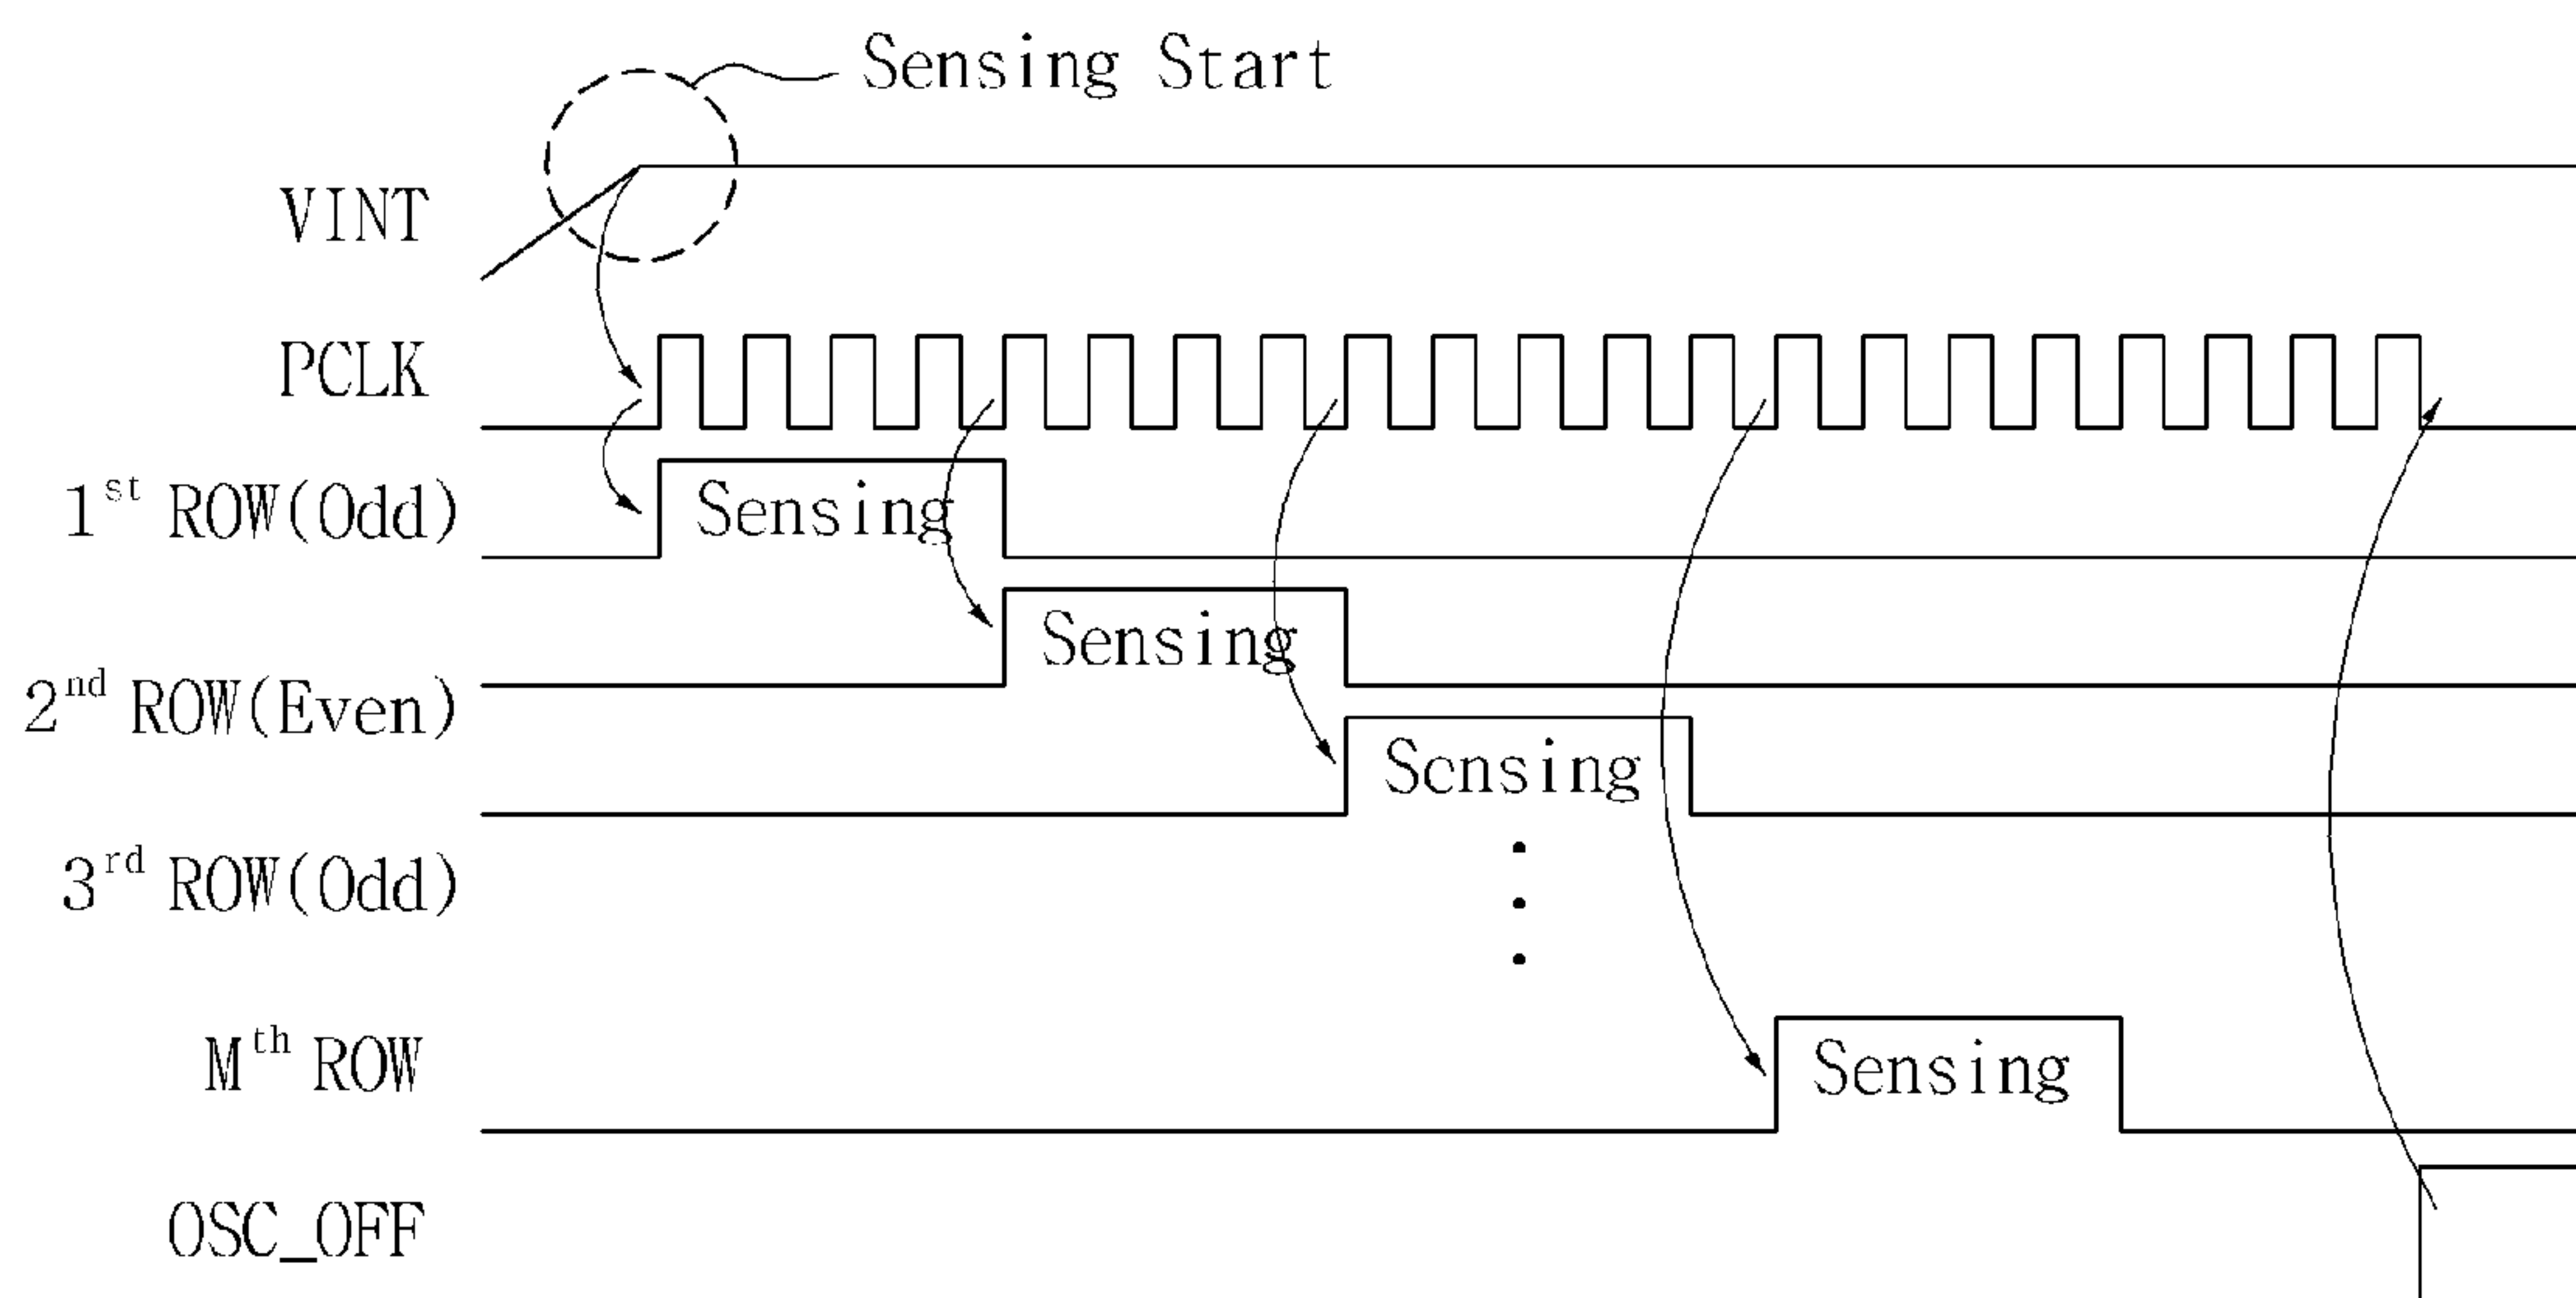 Sensing Start
VINT
PCLK
1st ROW(Odd)
Sensing
Sensing
2nd ROW(Even)
Scnsing
3rd ROW(Odd)
Mth ROW
Sensing
OSC_OFF